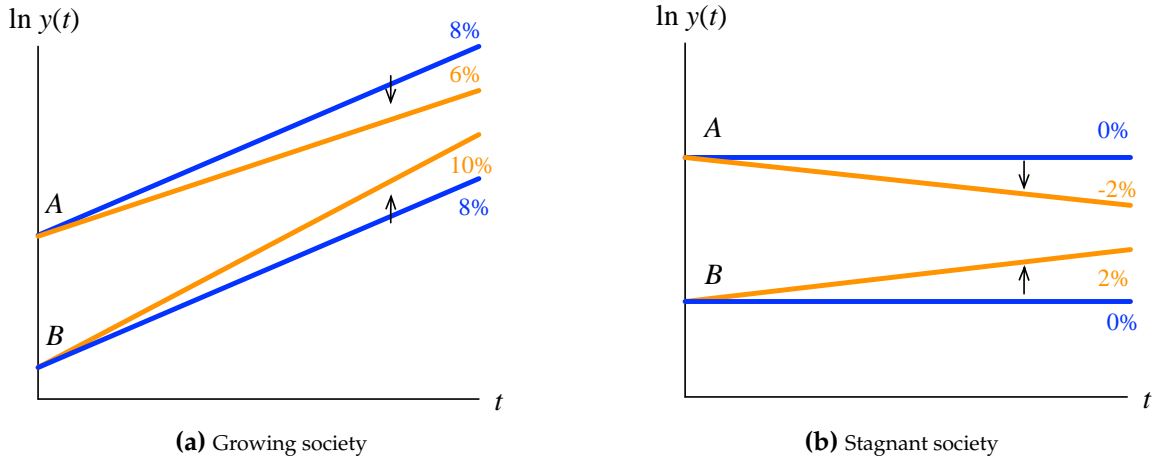 ln y(t)
8%
6%
A
10%
8%
B
t
(a) Growing society
ln y(t)
A
0%
-2%
B
2%
0%
t
(b) Stagnant society